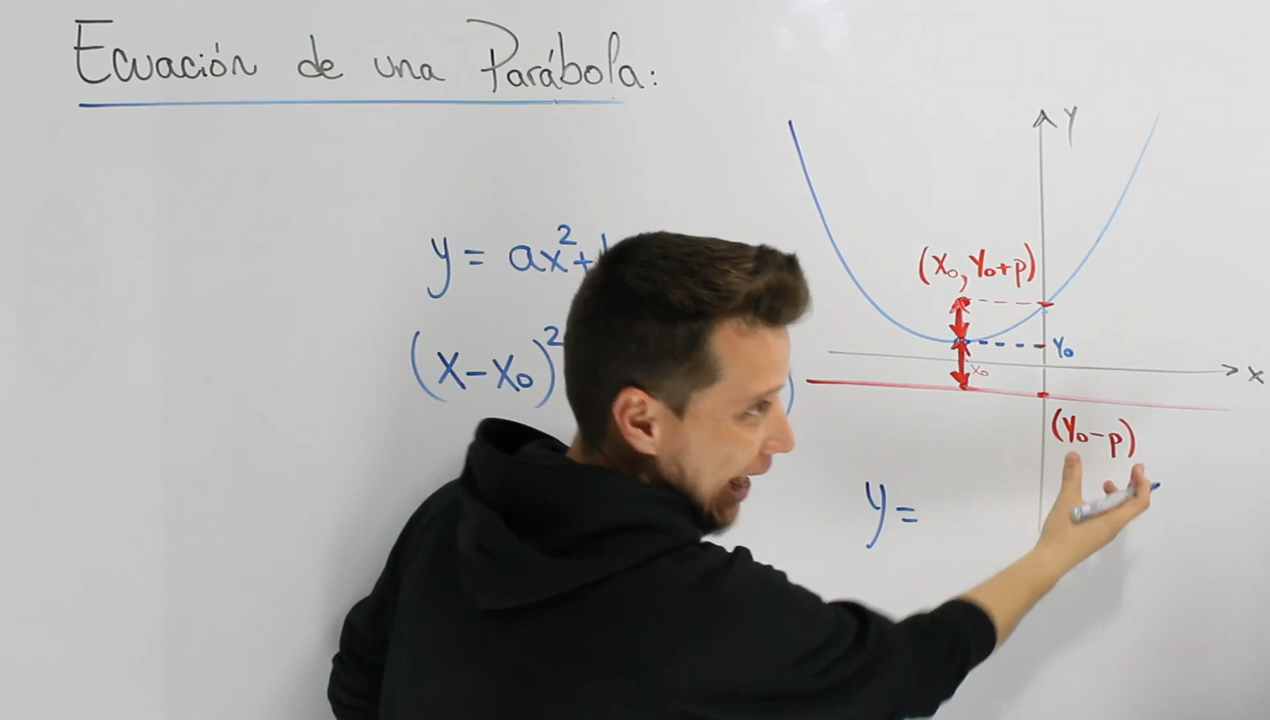 Ecuación de una Parábola:
y = ax²+
(x-x₀)²
)
Y
(x₀, y₀+p)
y₀
x₀
x
(y₀-p)
y =